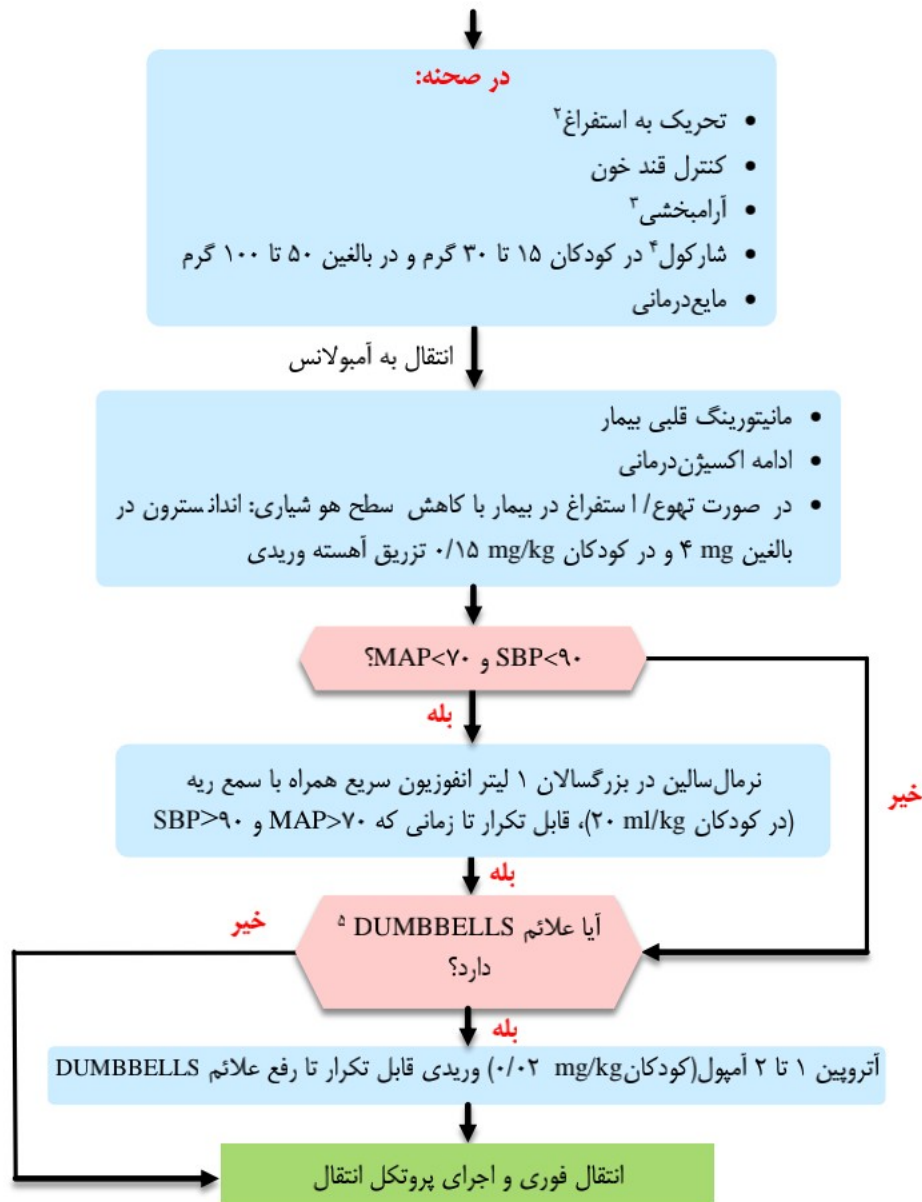 در صحنه:
• تحریک به استفراغ۲
• کنترل قند خون
• آرامبخشی۳
• شارکول۴ در کودکان ۱۵ تا ۳۰ گرم و در بالغین ۵۰ تا ۱۰۰ گرم
• مایع‌درمانی
انتقال به آمبولانس
• مانیتورینگ قلبی بیمار
• ادامه اکسیژن‌درمانی
• در صورت تهوع/ استفراغ در بیمار با کاهش سطح هو شیاری: اندانسترون در
بالغین ۴ mg و در کودکان ۰/۱۵ mg/kg تزریق آهسته وریدی
SBP<۹۰ و MAP<۷۰؟
بله
خیر
نرمال‌سالین در بزرگسالان ۱ لیتر انفوزیون سریع همراه با سمع ریه
(در کودکان ۲۰ ml/kg)، قابل تکرار تا زمانی که MAP>۷۰ و SBP>۹۰
بله
آیا علائم DUMBBELLS ۵
دارد؟
خیر
بله
آتروپین ۱ تا ۲ آمپول(کودکان۰/۰۲ mg/kg) وریدی قابل تکرار تا رفع علائم DUMBBELLS
انتقال فوری و اجرای پروتکل انتقال